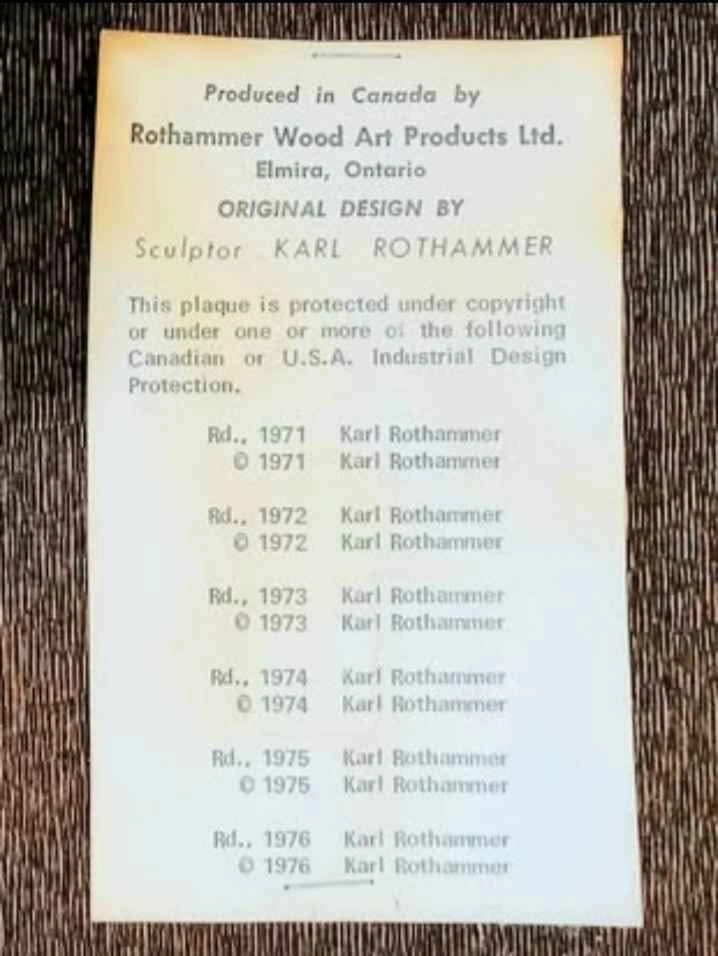 Produced in Canada by
Rothammer Wood Art Products Ltd.
Elmira, Ontario
ORIGINAL DESIGN BY
Sculptor KARL ROTHAMMER
This plaque is protected under copyright
or under one or more of the following
Canadian or U.S.A. Industrial Design
Protection.
Rd., 1971 Karl Rothammer
© 1971 Karl Rothammer
Rd., 1972 Karl Rothammer
© 1972 Karl Rothammer
Rd., 1973 Karl Rothammer
© 1973 Karl Rothammer
Rd., 1974 Karl Rothammer
© 1974 Karl Rothammer
Rd., 1975 Karl Rothammer
© 1975 Karl Rothammer
Rd., 1976 Karl Rothammer
© 1976 Karl Rothammer